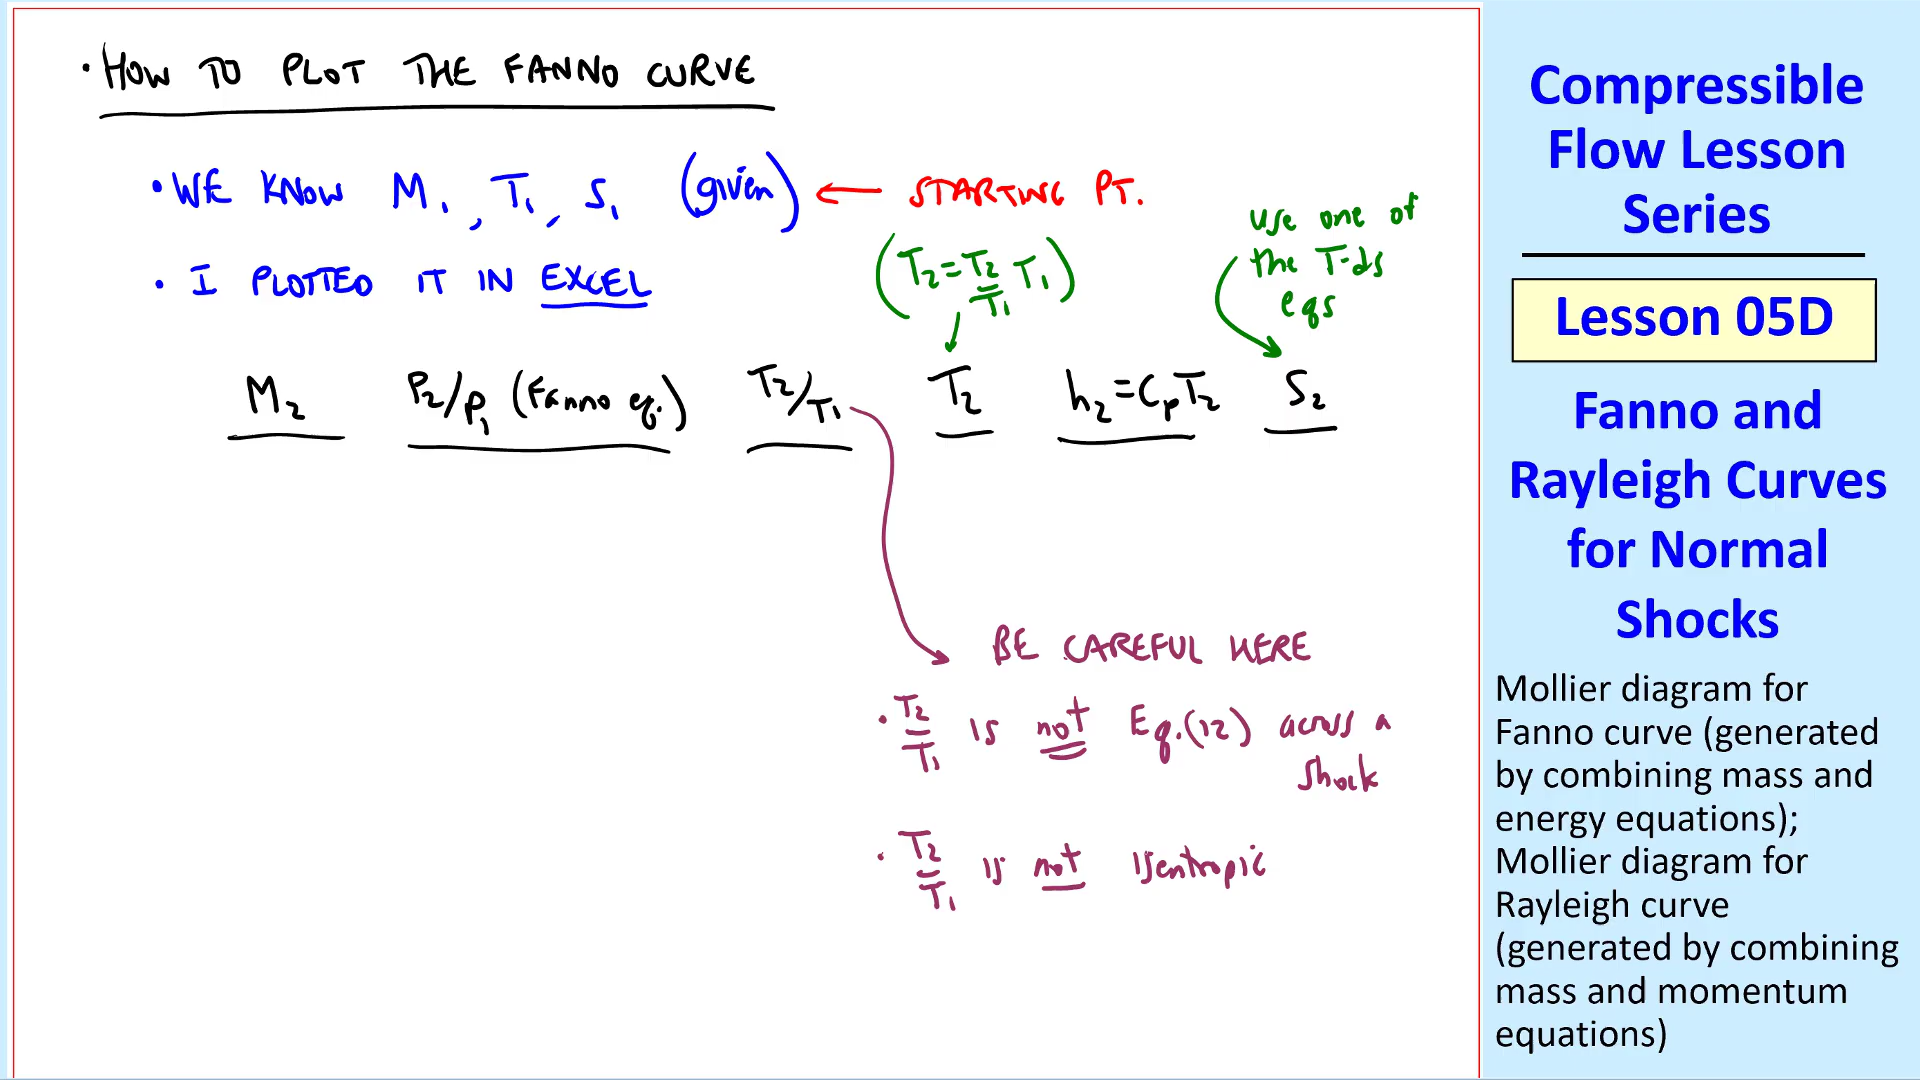 • HOW TO PLOT THE FANNO CURVE
• WE KNOW M₁, T₁, S₁ (given) ← STARTING PT.
• I PLOTTED IT IN EXCEL
(T₂ = T₂/T₁ T₁)
use one of
the T-ds
eqs
M₂ P₂/P₁ (Fanno eq.) T₂/T₁ T₂ h₂=CpT₂ S₂
BE CAREFUL HERE
• T₂/T₁ is not Eq.(12) across a
shock
• T₂/T₁ is not isentropic
Compressible
Flow Lesson
Series
Lesson 05D
Fanno and
Rayleigh Curves
for Normal
Shocks
Mollier diagram for
Fanno curve (generated
by combining mass and
energy equations);
Mollier diagram for
Rayleigh curve
(generated by combining
mass and momentum
equations)